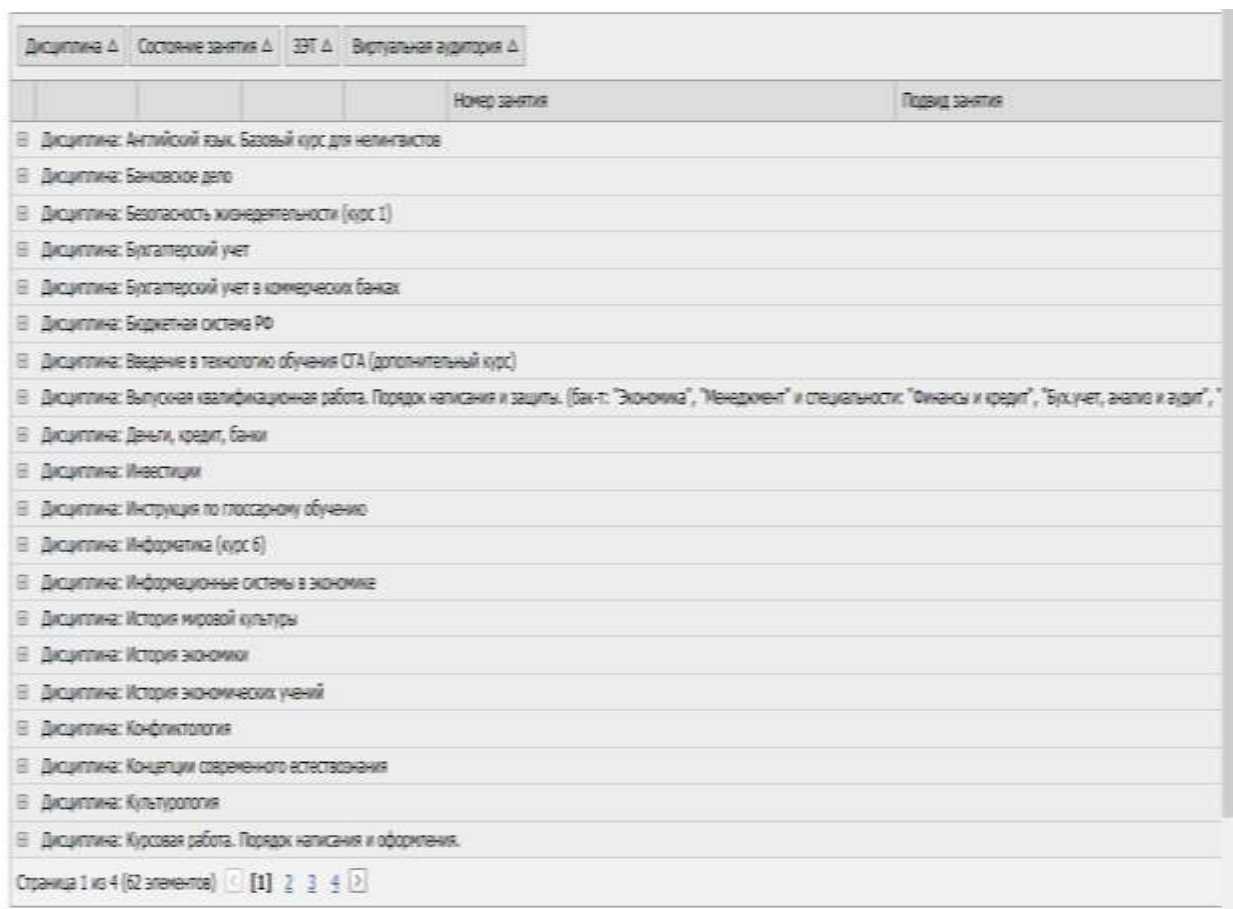 Дисциплина △ Состояние занятия △ ЗЭТ △ Виртуальная аудитория △
Номер занятия Подвид занятия
Дисциплина: Английский язык. Базовый курс для нелингвистов
Дисциплина: Банковское дело
Дисциплина: Безопасность жизнедеятельности (курс 1)
Дисциплина: Бухгалтерский учет
Дисциплина: Бухгалтерский учет в коммерческих банках
Дисциплина: Бюджетная система РФ
Дисциплина: Введение в технологию обучения СГА (дополнительный курс)
Дисциплина: Выпускная квалификационная работа. Порядок написания и защиты. (бак-т: "Экономика", "Менеджмент" и специальности: "Финансы и кредит", "Бух.учет, анализ и аудит", "
Дисциплина: Деньги, кредит, банки
Дисциплина: Инвестиции
Дисциплина: Инструкция по глоссарному обучению
Дисциплина: Информатика (курс 6)
Дисциплина: Информационные системы в экономике
Дисциплина: История мировой культуры
Дисциплина: История экономики
Дисциплина: История экономических учений
Дисциплина: Конфликтология
Дисциплина: Концепции современного естествознания
Дисциплина: Культурология
Дисциплина: Курсовая работа. Порядок написания и оформления.
Страница 1 из 4 (62 элементов) < [1] 2 3 4 >